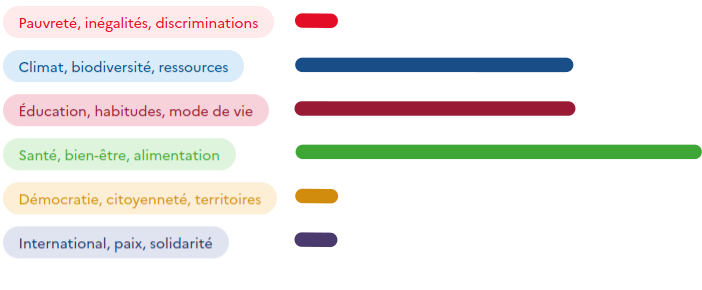 Pauvreté, inégalités, discriminations
Climat, biodiversité, ressources
Éducation, habitudes, mode de vie
Santé, bien-être, alimentation
Démocratie, citoyenneté, territoires
International, paix, solidarité